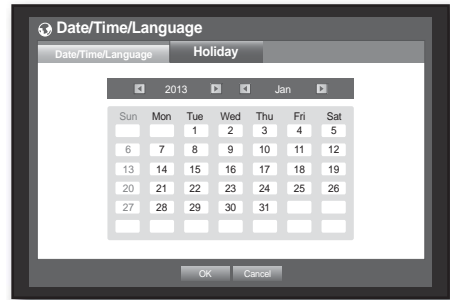 Date/Time/Language
Date/Time/Language Holiday
2013 Jan
Sun Mon Tue Wed Thu Fri Sat
1 2 3 4 5
6 7 8 9 10 11 12
13 14 15 16 17 18 19
20 21 22 23 24 25 26
27 28 29 30 31
OK Cancel